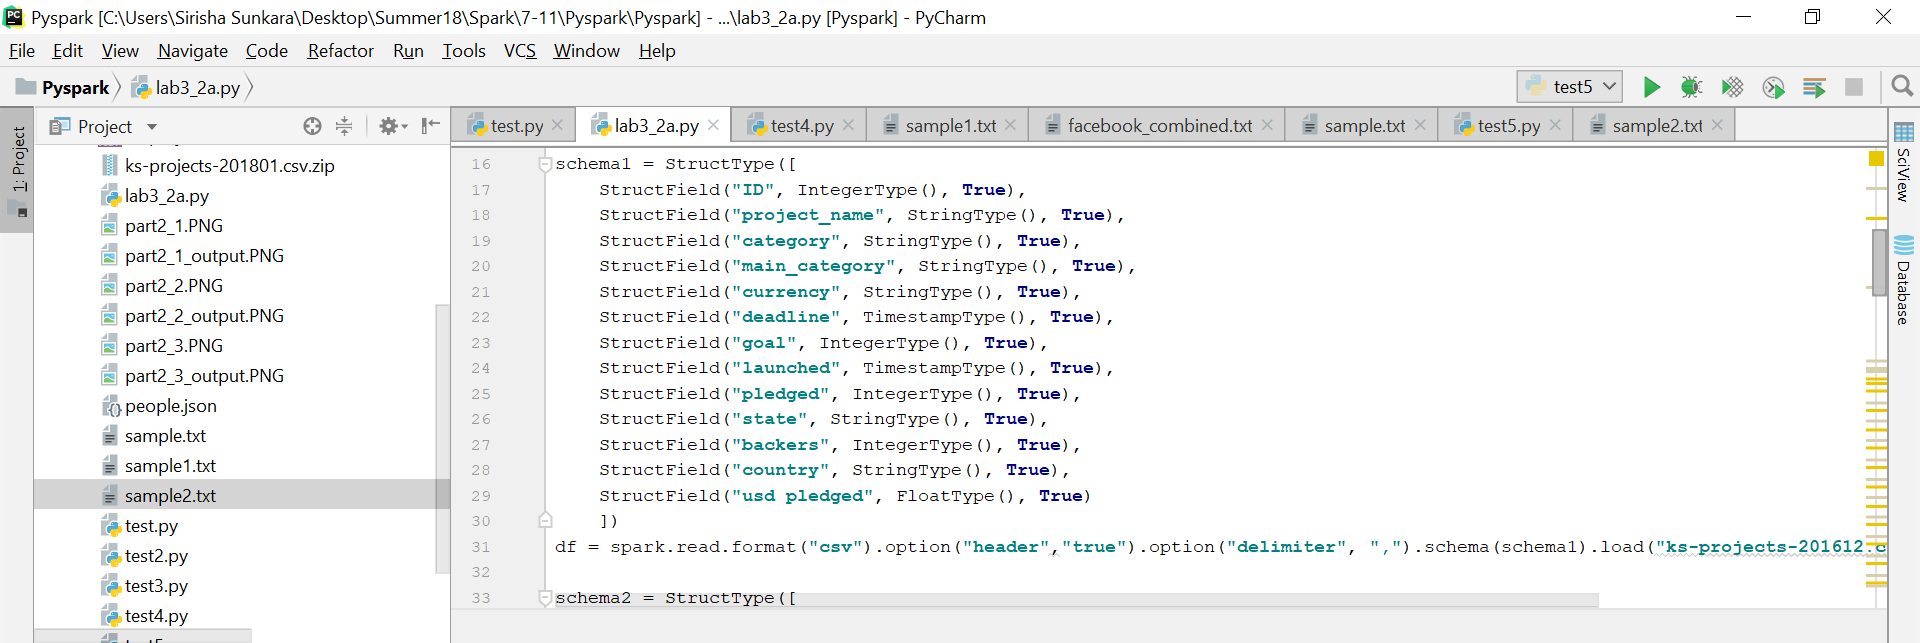 Pyspark [C:\Users\Sirisha Sunkara\Desktop\Summer18\Spark\7-11\Pyspark\Pyspark] - ...\lab3_2a.py [Pyspark] - PyCharm
File Edit View Navigate Code Refactor Run Tools VCS Window Help
Pyspark lab3_2a.py test5
Project
test.py lab3_2a.py test4.py sample1.txt facebook_combined.txt sample.txt test5.py sample2.txt
1: Project
ks-projects-201801.csv.zip
lab3_2a.py
part2_1.PNG
part2_1_output.PNG
part2_2.PNG
part2_2_output.PNG
part2_3.PNG
part2_3_output.PNG
people.json
sample.txt
sample1.txt
sample2.txt
test.py
test2.py
test3.py
test4.py
16 schema1 = StructType([
17 StructField("ID", IntegerType(), True),
18 StructField("project_name", StringType(), True),
19 StructField("category", StringType(), True),
20 StructField("main_category", StringType(), True),
21 StructField("currency", StringType(), True),
22 StructField("deadline", TimestampType(), True),
23 StructField("goal", IntegerType(), True),
24 StructField("launched", TimestampType(), True),
25 StructField("pledged", IntegerType(), True),
26 StructField("state", StringType(), True),
27 StructField("backers", IntegerType(), True),
28 StructField("country", StringType(), True),
29 StructField("usd pledged", FloatType(), True)
30 ])
31 df = spark.read.format("csv").option("header","true").option("delimiter", ",").schema(schema1).load("ks-projects-201612.c
32
33 schema2 = StructType([
SciView
Database